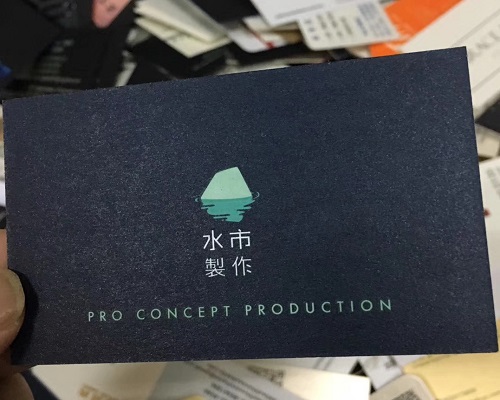 水市
製作
PRO CONCEPT PRODUCTION